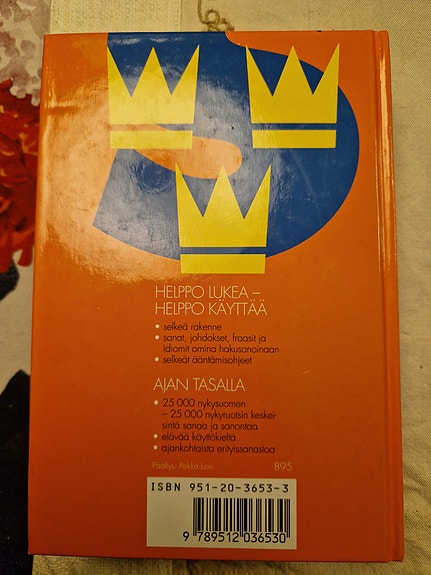 HELPPO LUKEA –
HELPPO KÄYTTÄÄ
• selkeä rakenne
• sanat, johdokset, fraasit ja
idiomit omina hakusanoinaan
• selkeät ääntämisohjeet
AJAN TASALLA
• 25 000 nykysuomen
– 25 000 nykyruotsin keskei-
sintä sanaa ja sanontaa
• elävää käyttökieltä
• ajankohtaista erityissanastoa
Päällys: Pekka Loiri
895
ISBN 951-20-3653-3
9 789512 036530